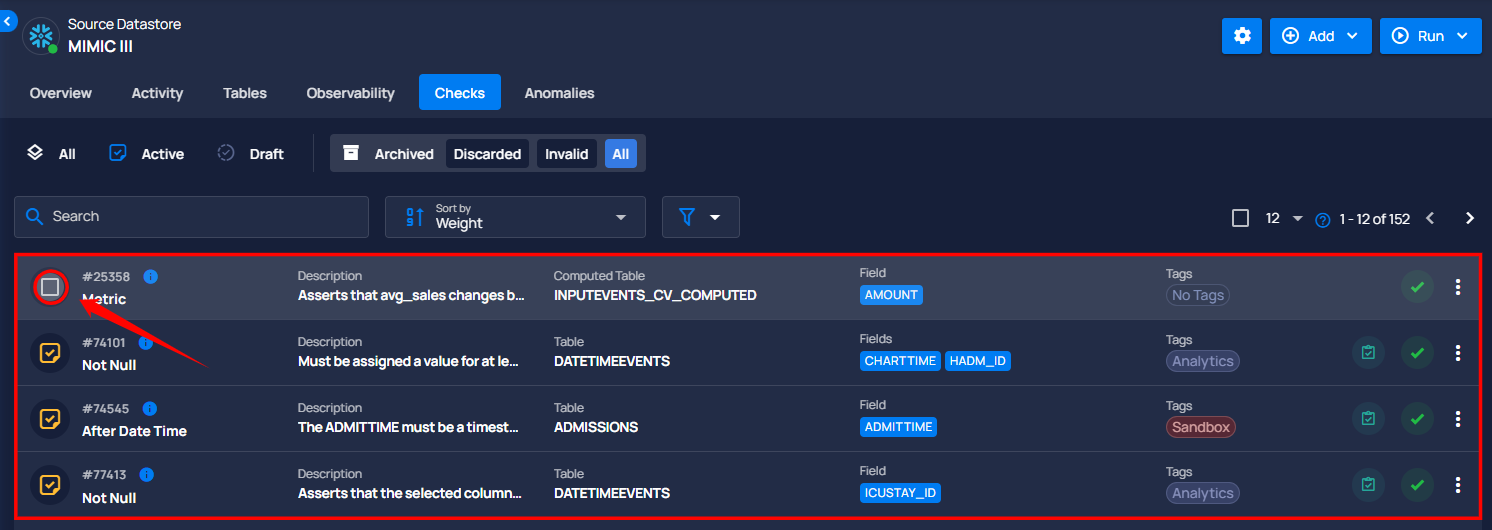 Source Datastore
MIMIC III
Add
Run
Overview Activity Tables Observability Checks Anomalies
All Active Draft Archived Discarded Invalid All
Search
Sort by
Weight
12 1 - 12 of 152
#25358
Metric
Description
Asserts that avg_sales changes b...
Computed Table
INPUTEVENTS_CV_COMPUTED
Field
AMOUNT
Tags
No Tags
#74101
Not Null
Description
Must be assigned a value for at le...
Table
DATETIMEEVENTS
Fields
CHARTTIME HADM_ID
Tags
Analytics
#74545
After Date Time
Description
The ADMITTIME must be a timest...
Table
ADMISSIONS
Field
ADMITTIME
Tags
Sandbox
#77413
Not Null
Description
Asserts that the selected column...
Table
DATETIMEEVENTS
Field
ICUSTAY_ID
Tags
Analytics